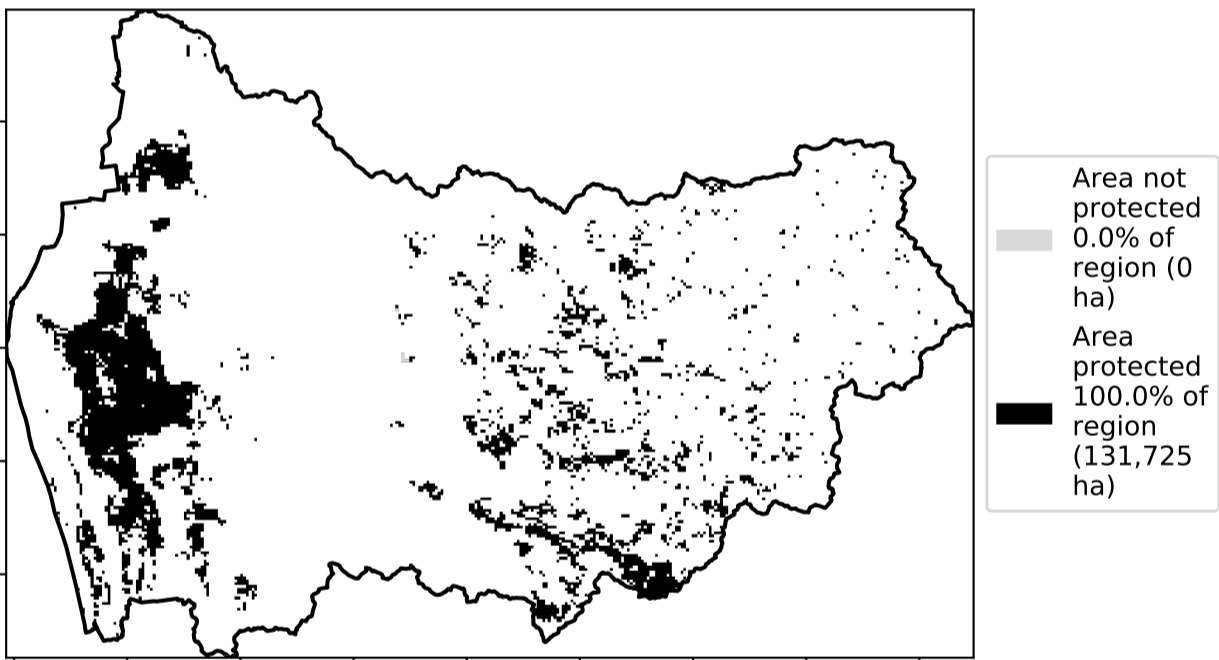 Area not
protected
0.0% of
region (0
ha)
Area
protected
100.0% of
region
(131,725
ha)